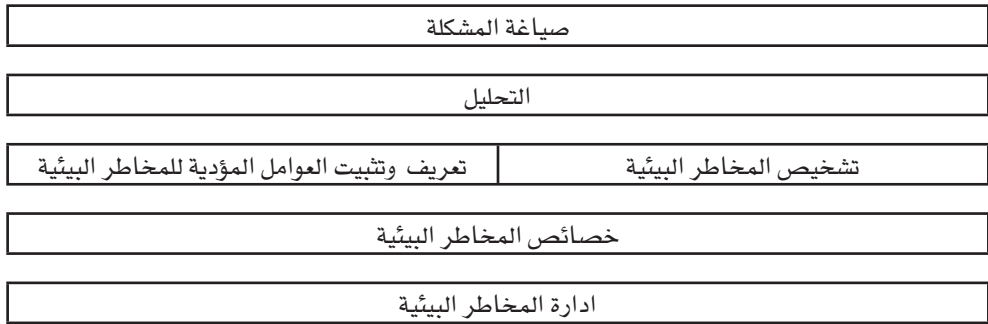 صياغة المشكلة
التحليل
تشخيص المخاطر البيئية
تعريف وتثبيت العوامل المؤدية للمخاطر البيئية
خصائص المخاطر البيئية
ادارة المخاطر البيئية